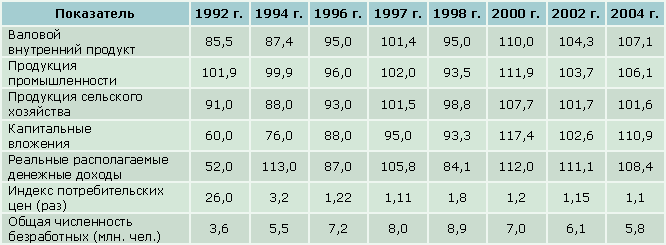 Показатель 1992 г. 1994 г. 1996 г. 1997 г. 1998 г. 2000 г. 2002 г. 2004 г.
Валовой
внутренний продукт 85,5 87,4 95,0 101,4 95,0 110,0 104,3 107,1
Продукция
промышленности 101,9 99,9 96,0 102,0 93,5 111,9 103,7 106,1
Продукция сельского
хозяйства 91,0 88,0 93,0 101,5 98,8 107,7 101,7 101,6
Капитальные
вложения 60,0 76,0 88,0 95,0 93,3 117,4 102,6 110,9
Реальные располагаемые
денежные доходы 52,0 113,0 87,0 105,8 84,1 112,0 111,1 108,4
Индекс потребительских
цен (раз) 26,0 3,2 1,22 1,11 1,8 1,2 1,15 1,1
Общая численность
безработных (млн. чел.) 3,6 5,5 7,2 8,0 8,9 7,0 6,1 5,8